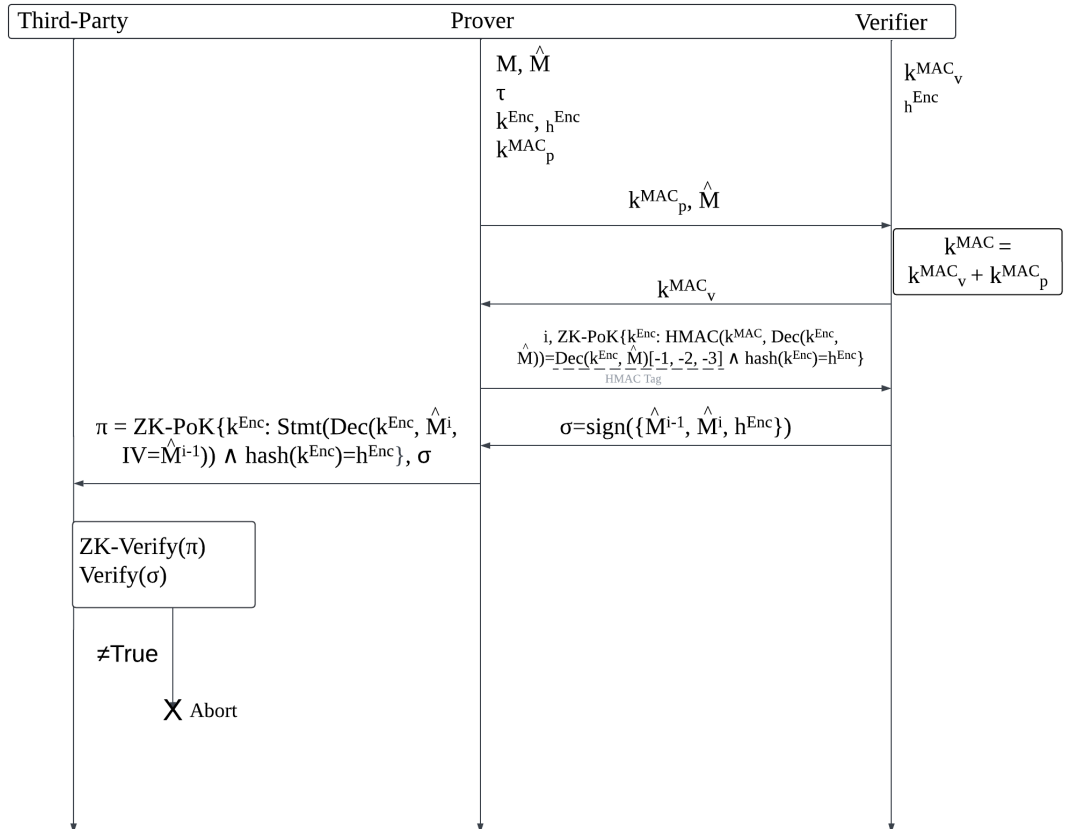 Third-Party Prover Verifier
M, M̂
τ
k^Enc, h^Enc
k^MAC_p
k^MAC_v
h^Enc
k^MAC_p, M̂
k^MAC =
k^MAC_v + k^MAC_p
k^MAC_v
i, ZK-PoK{k^Enc: HMAC(k^MAC, Dec(k^Enc,
M̂))=Dec(k^Enc, M̂)[-1, -2, -3] ∧ hash(k^Enc)=h^Enc}
HMAC Tag
σ=sign({M̂^i-1, M̂^i, h^Enc})
π = ZK-PoK{k^Enc: Stmt(Dec(k^Enc, M̂^i,
IV=M̂^i-1)) ∧ hash(k^Enc)=h^Enc}, σ
ZK-Verify(π)
Verify(σ)
≠True
X Abort